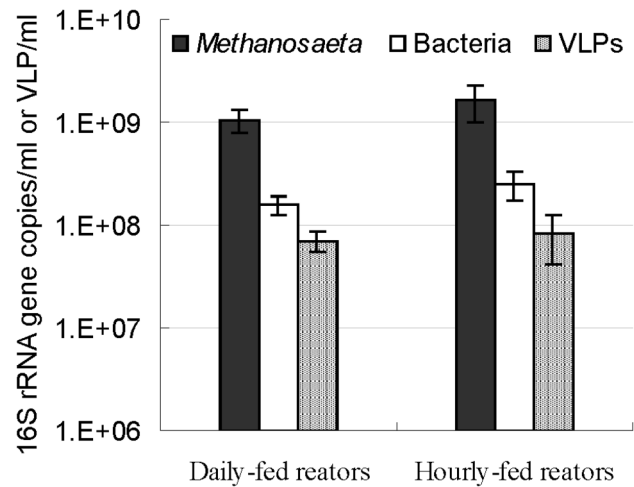 16S rRNA gene copies/ml or VLP/ml
1.E+10
1.E+09
1.E+08
1.E+07
1.E+06
Methanosaeta
Bacteria
VLPs
Daily-fed reators
Hourly-fed reators